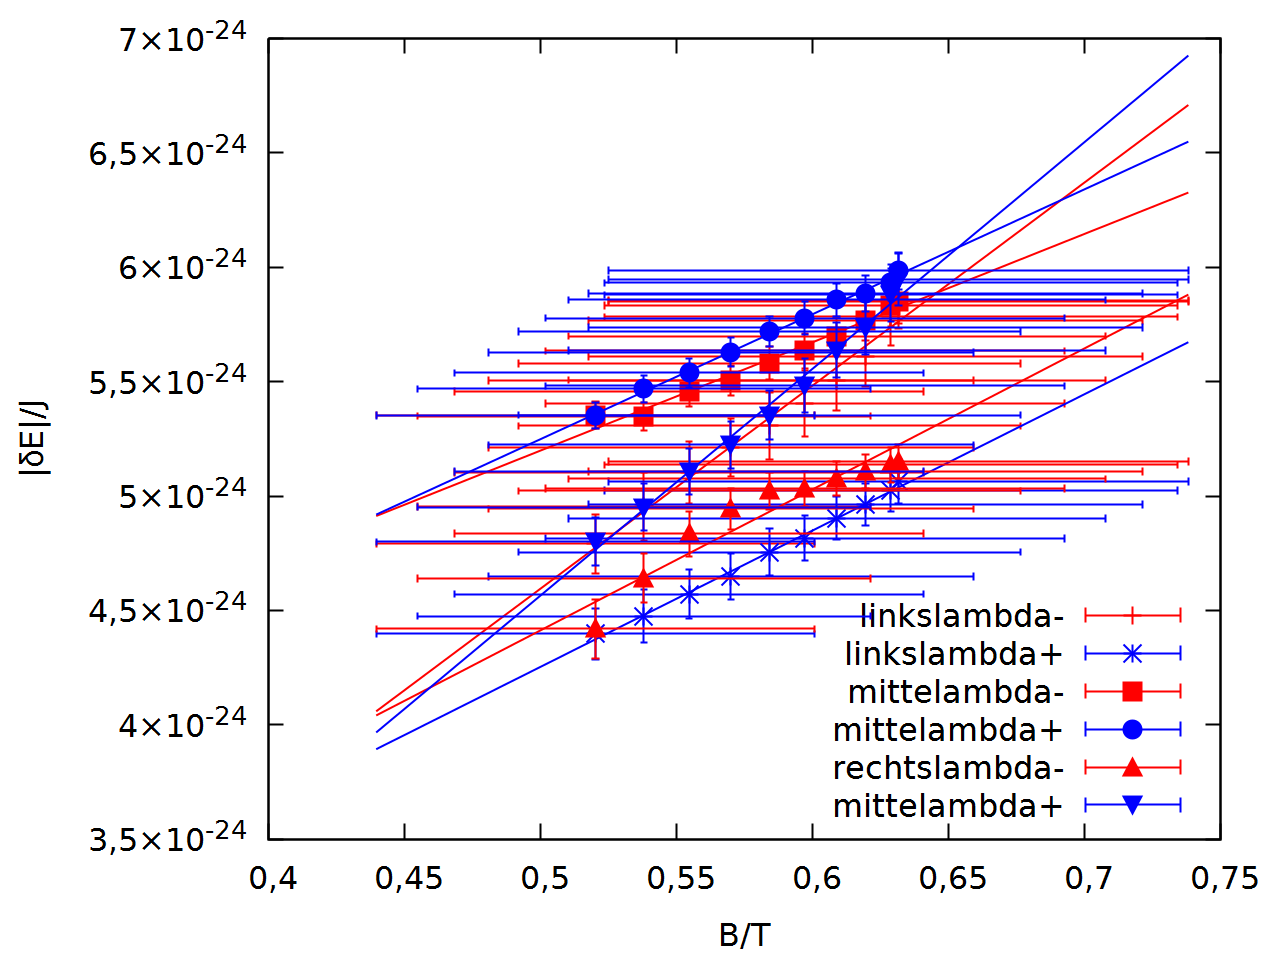 7×10^-24
6,5×10^-24
6×10^-24
5,5×10^-24
5×10^-24
4,5×10^-24
4×10^-24
3,5×10^-24
|δE|/J
0,4 0,45 0,5 0,55 0,6 0,65 0,7 0,75
B/T
linkslambda-
linkslambda+
mittelambda-
mittelambda+
rechtslambda-
mittelambda+